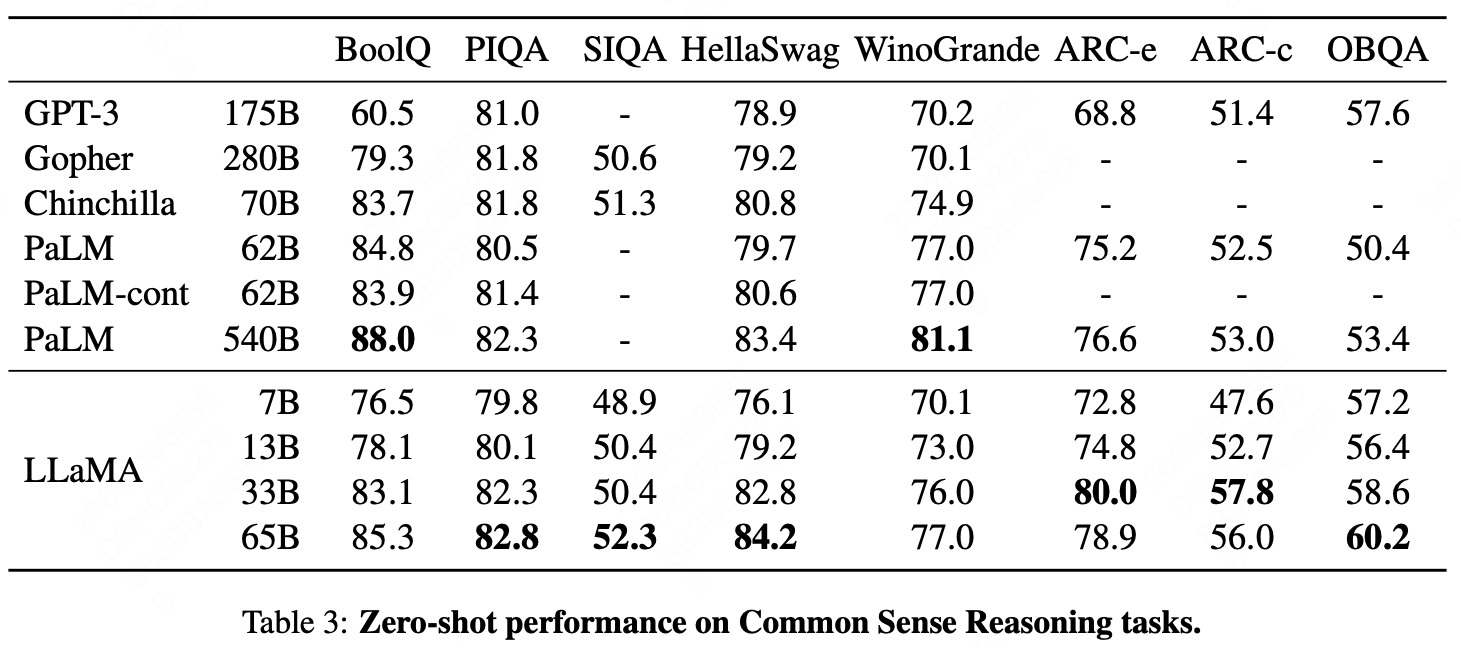 BoolQ PIQA SIQA HellaSwag WinoGrande ARC-e ARC-c OBQA
GPT-3 175B 60.5 81.0 - 78.9 70.2 68.8 51.4 57.6
Gopher 280B 79.3 81.8 50.6 79.2 70.1 - - -
Chinchilla 70B 83.7 81.8 51.3 80.8 74.9 - - -
PaLM 62B 84.8 80.5 - 79.7 77.0 75.2 52.5 50.4
PaLM-cont 62B 83.9 81.4 - 80.6 77.0 - - -
PaLM 540B 88.0 82.3 - 83.4 81.1 76.6 53.0 53.4
LLaMA
7B 76.5 79.8 48.9 76.1 70.1 72.8 47.6 57.2
13B 78.1 80.1 50.4 79.2 73.0 74.8 52.7 56.4
33B 83.1 82.3 50.4 82.8 76.0 80.0 57.8 58.6
65B 85.3 82.8 52.3 84.2 77.0 78.9 56.0 60.2
Table 3: Zero-shot performance on Common Sense Reasoning tasks.